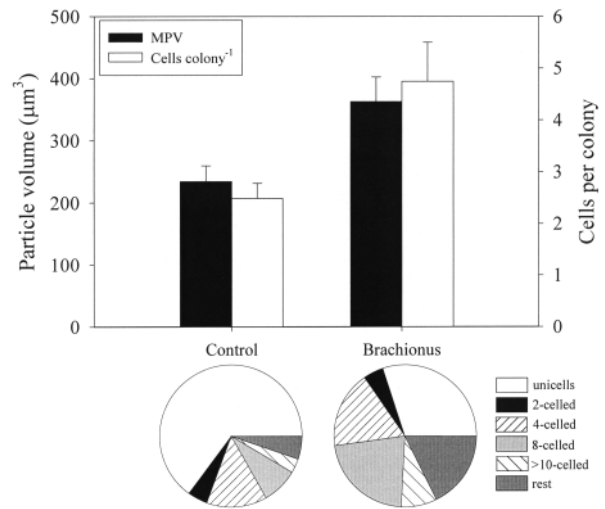 500
400
300
200
100
0
Particle volume (µm³)
MPV
Cells colony⁻¹
6
5
4
3
2
1
0
Cells per colony
Control
Brachionus
unicells
2-celled
4-celled
8-celled
>10-celled
rest